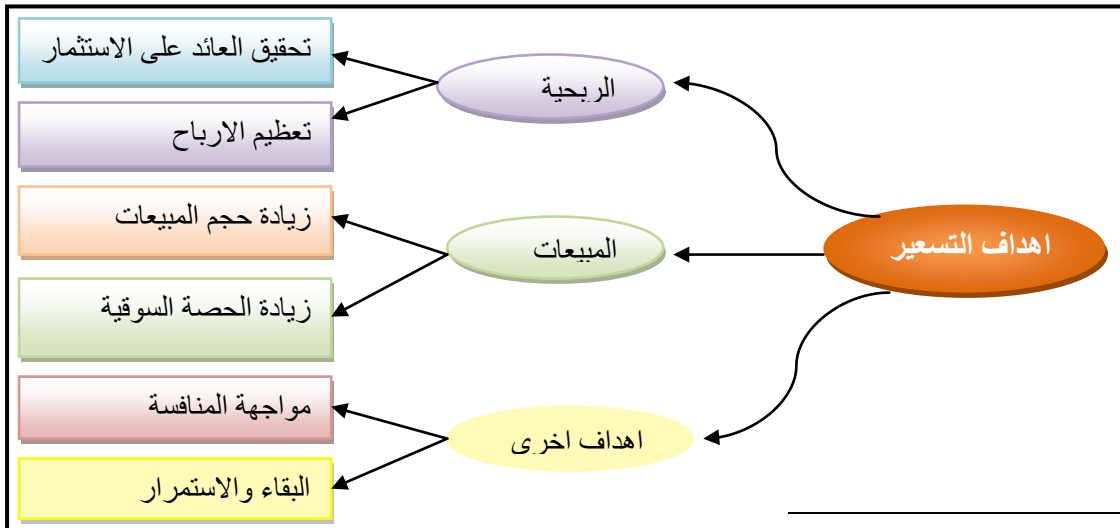 اهداف التسعير
الربحية
تحقيق العائد على الاستثمار
تعظيم الارباح
المبيعات
زيادة حجم المبيعات
زيادة الحصة السوقية
اهداف اخرى
مواجهة المنافسة
البقاء والاستمرار